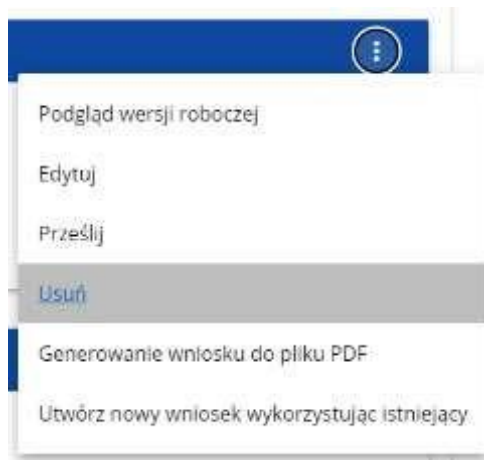 Podgląd wersji roboczej
Edytuj
Prześlij
Usuń
Generowanie wniosku do pliku PDF
Utwórz nowy wniosek wykorzystując istniejący